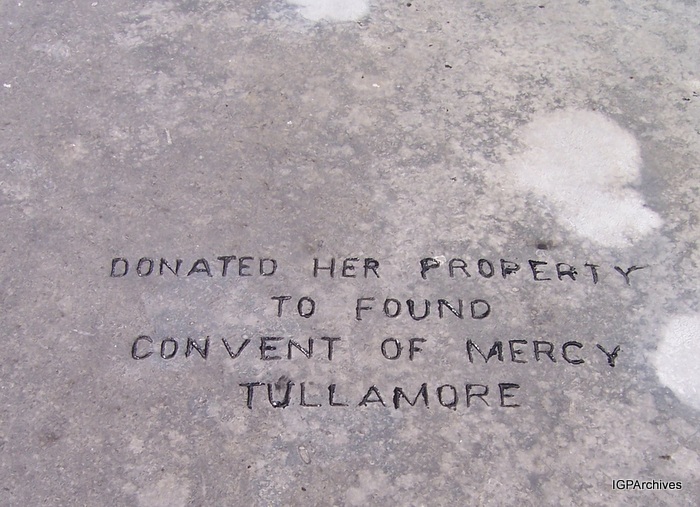 DONATED HER PROPERTY
TO FOUND
CONVENT OF MERCY
TULLAMORE
IGPArchives